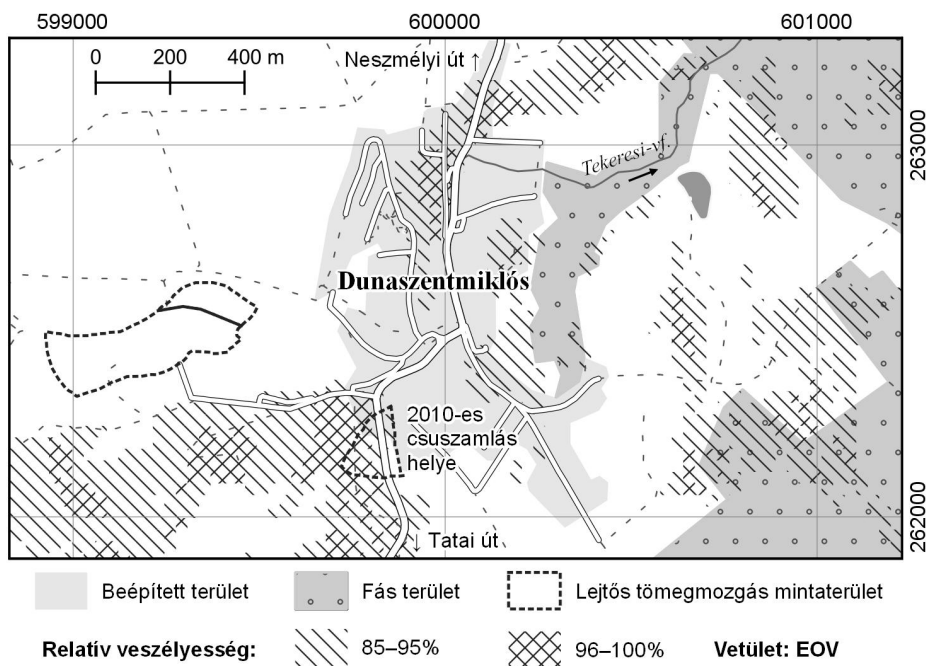 599000
600000
601000
0
200
400 m
Neszmélyi út ↑
263000
Tekeresi-vf.
Dunaszentmiklós
2010-es
csuszamlás
helye
262000
↓ Tatai út
Beépített terület
Fás terület
Lejtős tömegmozgás mintaterület
Relatív veszélyesség:
85–95%
96–100%
Vetület: EOV